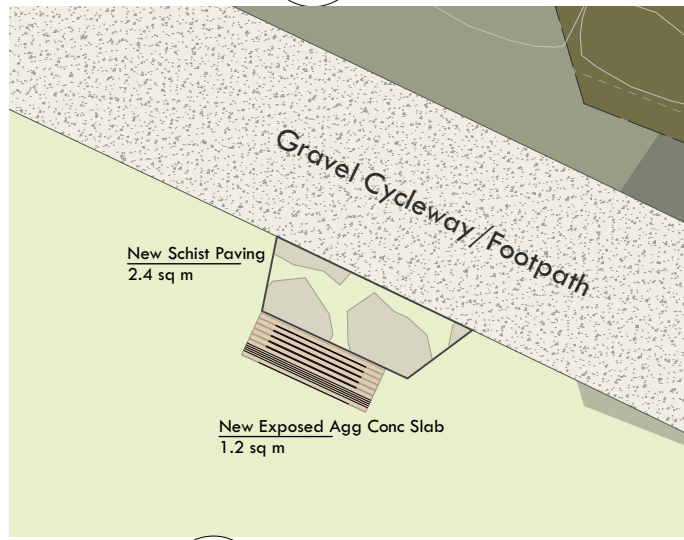 Gravel Cycleway/Footpath
New Schist Paving
2.4 sq m
New Exposed Agg Conc Slab
1.2 sq m